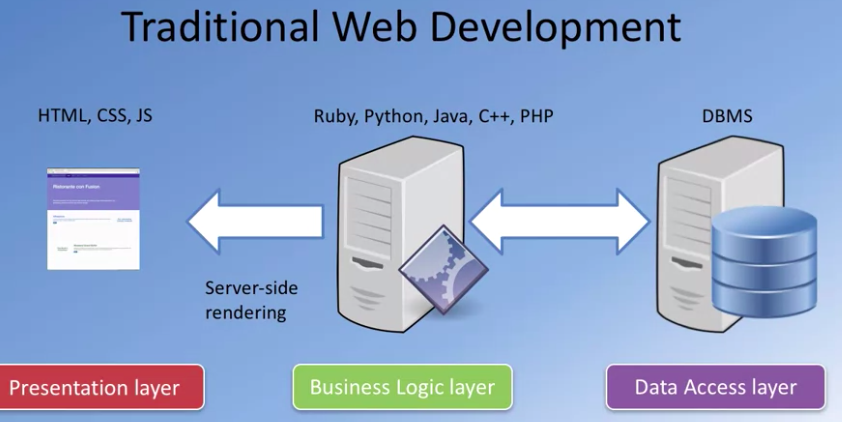 Traditional Web Development
HTML, CSS, JS
Ruby, Python, Java, C++, PHP
DBMS
Server-side
rendering
Presentation layer
Business Logic layer
Data Access layer